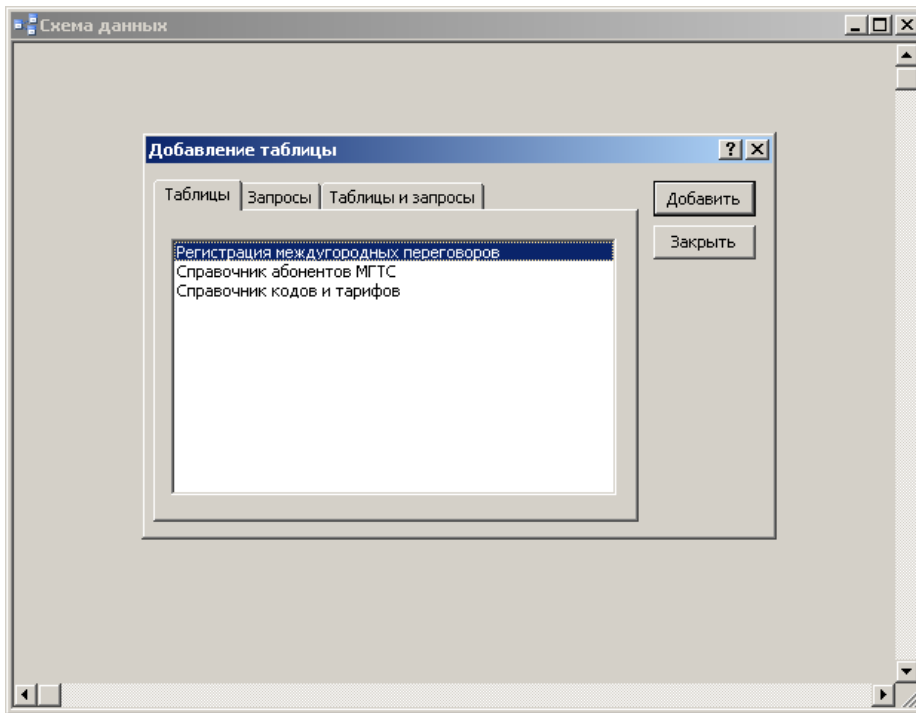 Схема данных
Добавление таблицы
Таблицы Запросы Таблицы и запросы
Добавить
Закрыть
Регистрация междугородных переговоров
Справочник абонентов МГТС
Справочник кодов и тарифов